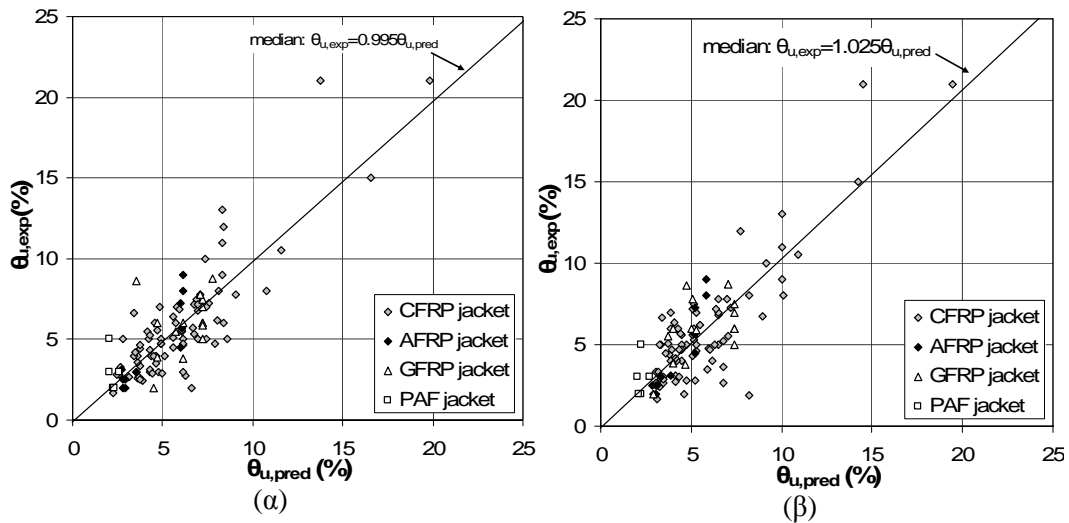 median: θu,exp=0.995θu,pred
25
20
15
10
5
0
θu,exp(%)
CFRP jacket
AFRP jacket
GFRP jacket
PAF jacket
0 5 10 15 20 25
θu,pred (%)
(α)
median: θu,exp=1.025θu,pred
25
20
15
10
5
0
θu,exp(%)
CFRP jacket
AFRP jacket
GFRP jacket
PAF jacket
0 5 10 15 20 25
θu,pred (%)
(β)